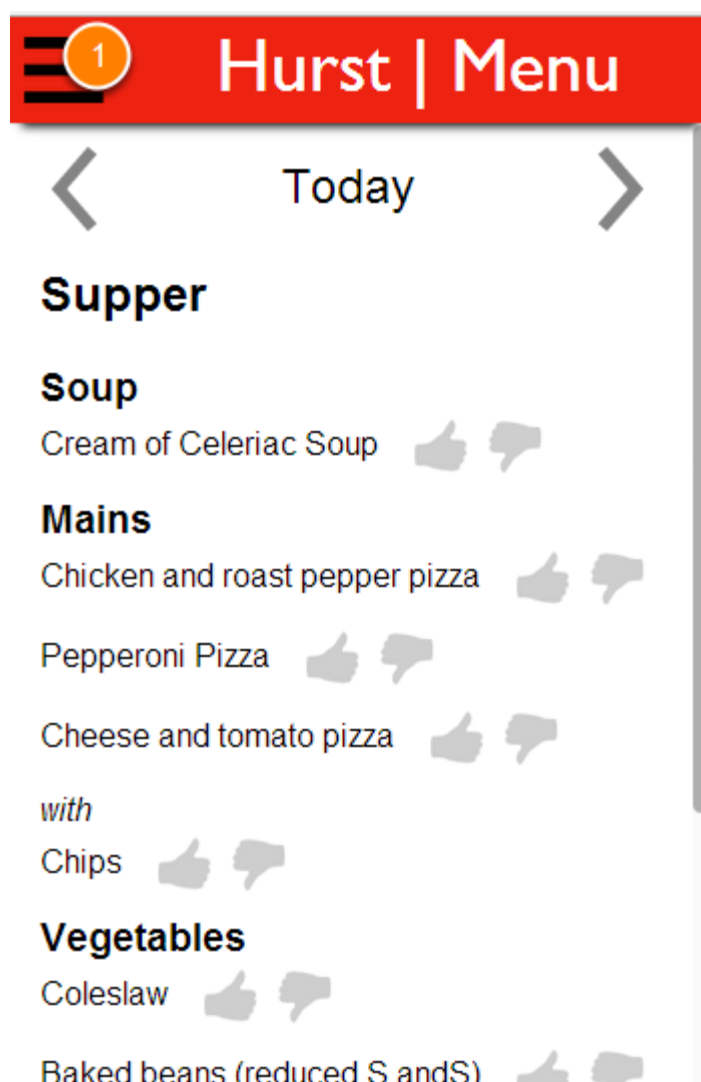 1
Hurst | Menu
Today
Supper
Soup
Cream of Celeriac Soup
Mains
Chicken and roast pepper pizza
Pepperoni Pizza
Cheese and tomato pizza
with
Chips
Vegetables
Coleslaw
Baked beans (reduced S andS)